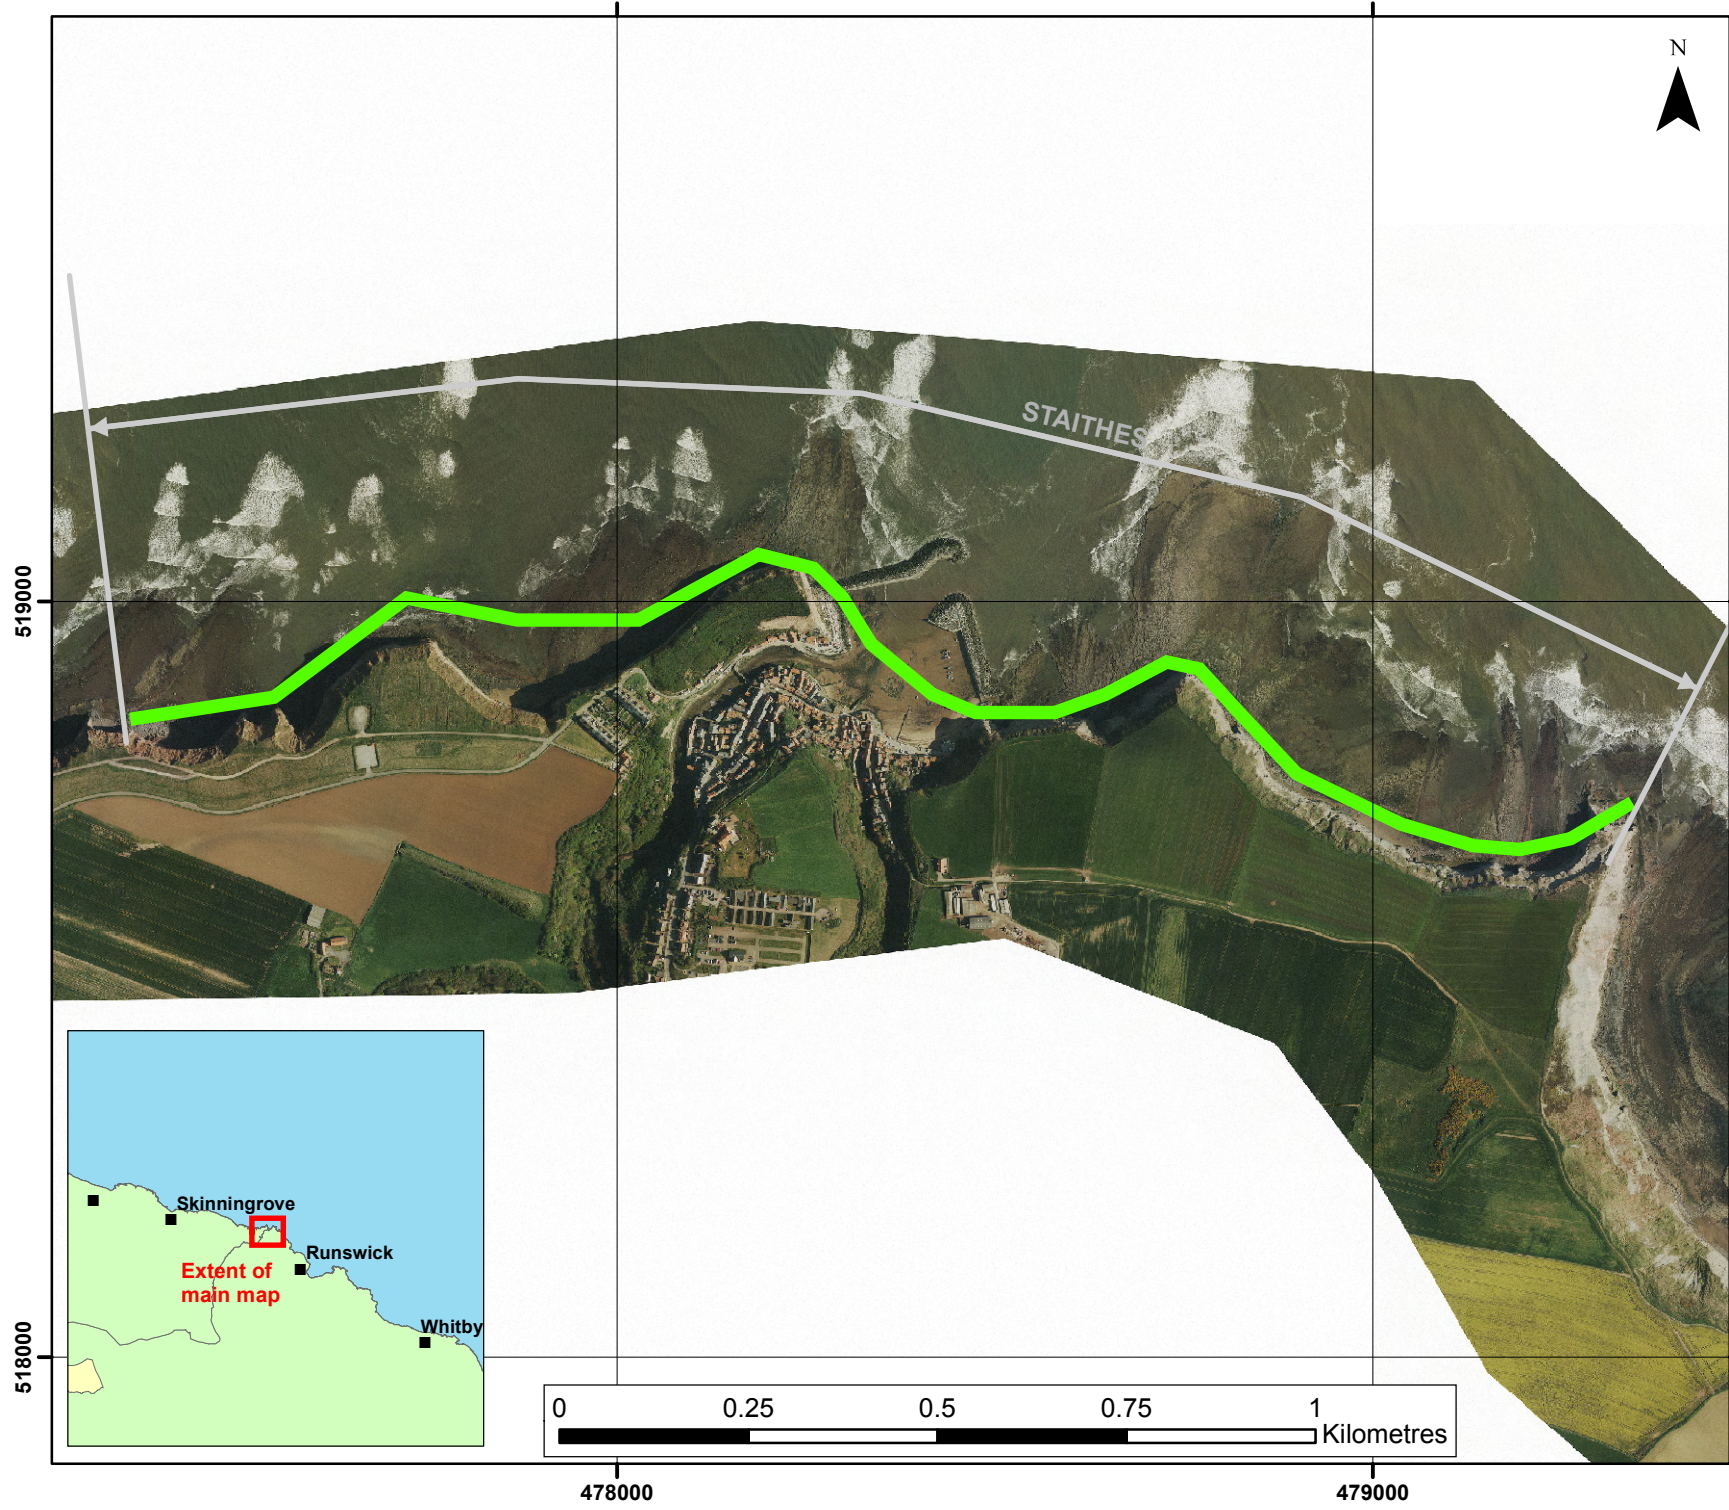 N
STAITHES
519000
518000
Skinningrove
Runswick
Extent of
main map
Whitby
0 0.25 0.5 0.75 1
Kilometres
478000 479000